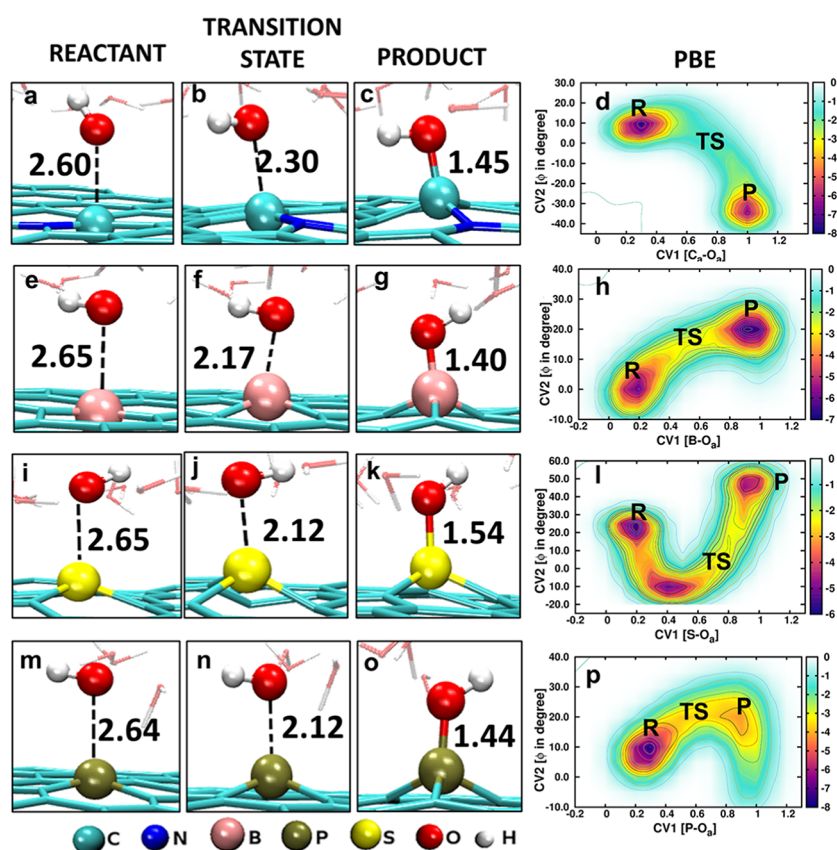 REACTANT
TRANSITION
STATE
PRODUCT
PBE
a
2.60
b
2.30
c
1.45
d
R
TS
P
30.0
20.0
10.0
0.0
-10.0
-20.0
-30.0
-40.0
CV2 [ϕ in degree]
0
0.3
0.6
0.9
1.2
CV1 [Ca-Oa]
0
-1
-2
-3
-4
-5
-6
-7
-8
e
2.65
f
2.17
g
1.40
h
R
TS
P
40.0
30.0
20.0
10.0
0.0
-10.0
CV2 [ϕ in degree]
-0.2
0
0.2
0.4
0.6
0.8
1
1.2
CV1 [B-Oa]
0
-1
-2
-3
-4
-5
-6
-7
i
2.65
j
2.12
k
1.54
l
R
TS
P
60.0
50.0
40.0
30.0
20.0
10.0
0.0
-10.0
-20.0
CV2 [ϕ in degree]
-0.2
0
0.2
0.4
0.6
0.8
1
1.2
CV1 [S-Oa]
0
-1
-2
-3
-4
-5
-6
m
2.64
n
2.12
o
1.44
p
R
TS
P
40.0
30.0
20.0
10.0
0.0
-10.0
CV2 [ϕ in degree]
0
0.2
0.4
0.6
0.8
1
1.2
CV1 [P-Oa]
0
-1
-2
-3
-4
-5
-6
-7
-8
C N B P S O H